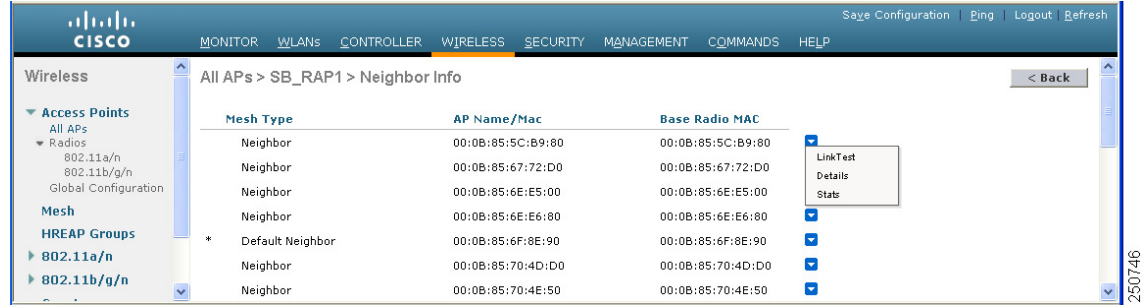 Save Configuration | Ping | Logout | Refresh
CISCO
MONITOR WLANs CONTROLLER WIRELESS SECURITY MANAGEMENT COMMANDS HELP
Wireless
Access Points
All APs
Radios
802.11a/n
802.11b/g/n
Global Configuration
Mesh
HREAP Groups
802.11a/n
802.11b/g/n
All APs > SB_RAP1 > Neighbor Info
< Back
Mesh Type AP Name/Mac Base Radio MAC
Neighbor 00:0B:85:5C:B9:80 00:0B:85:5C:B9:80
Neighbor 00:0B:85:67:72:D0 00:0B:85:67:72:D0
Neighbor 00:0B:85:6E:E5:00 00:0B:85:6E:E5:00
Neighbor 00:0B:85:6E:E6:80 00:0B:85:6E:E6:80
* Default Neighbor 00:0B:85:6F:8E:90 00:0B:85:6F:8E:90
Neighbor 00:0B:85:70:4D:D0 00:0B:85:70:4D:D0
Neighbor 00:0B:85:70:4E:50 00:0B:85:70:4E:50
LinkTest
Details
Stats
250746